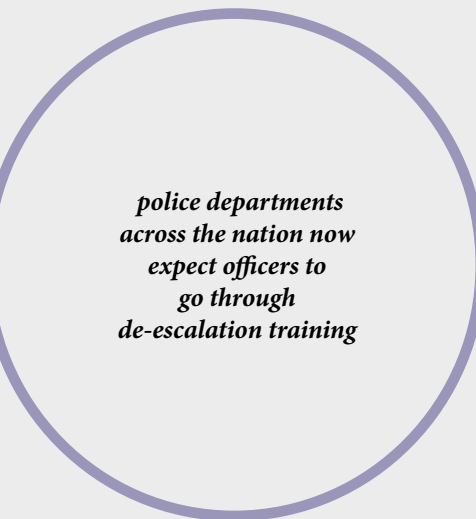 police departments
across the nation now
expect officers to
go through
de-escalation training